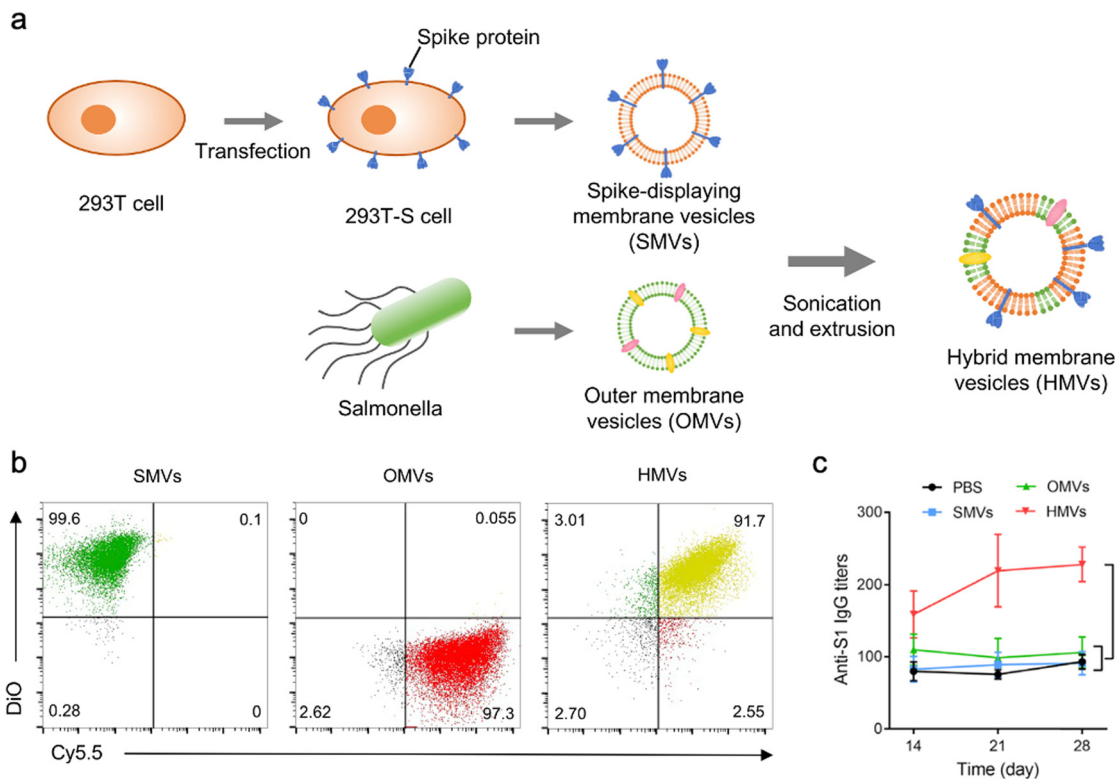 a
Spike protein
Transfection
293T cell
293T-S cell
Spike-displaying
membrane vesicles
(SMVs)
Salmonella
Outer membrane
vesicles (OMVs)
Sonication
and extrusion
Hybrid membrane
vesicles (HMVs)
b
SMVs
OMVs
HMVs
99.6
0.1
0.28
0
0
0.055
2.62
97.3
3.01
91.7
2.70
2.55
DiO
Cy5.5
c
PBS
OMVs
SMVs
HMVs
Anti-S1 IgG titers
300
200
100
0
14
21
28
Time (day)